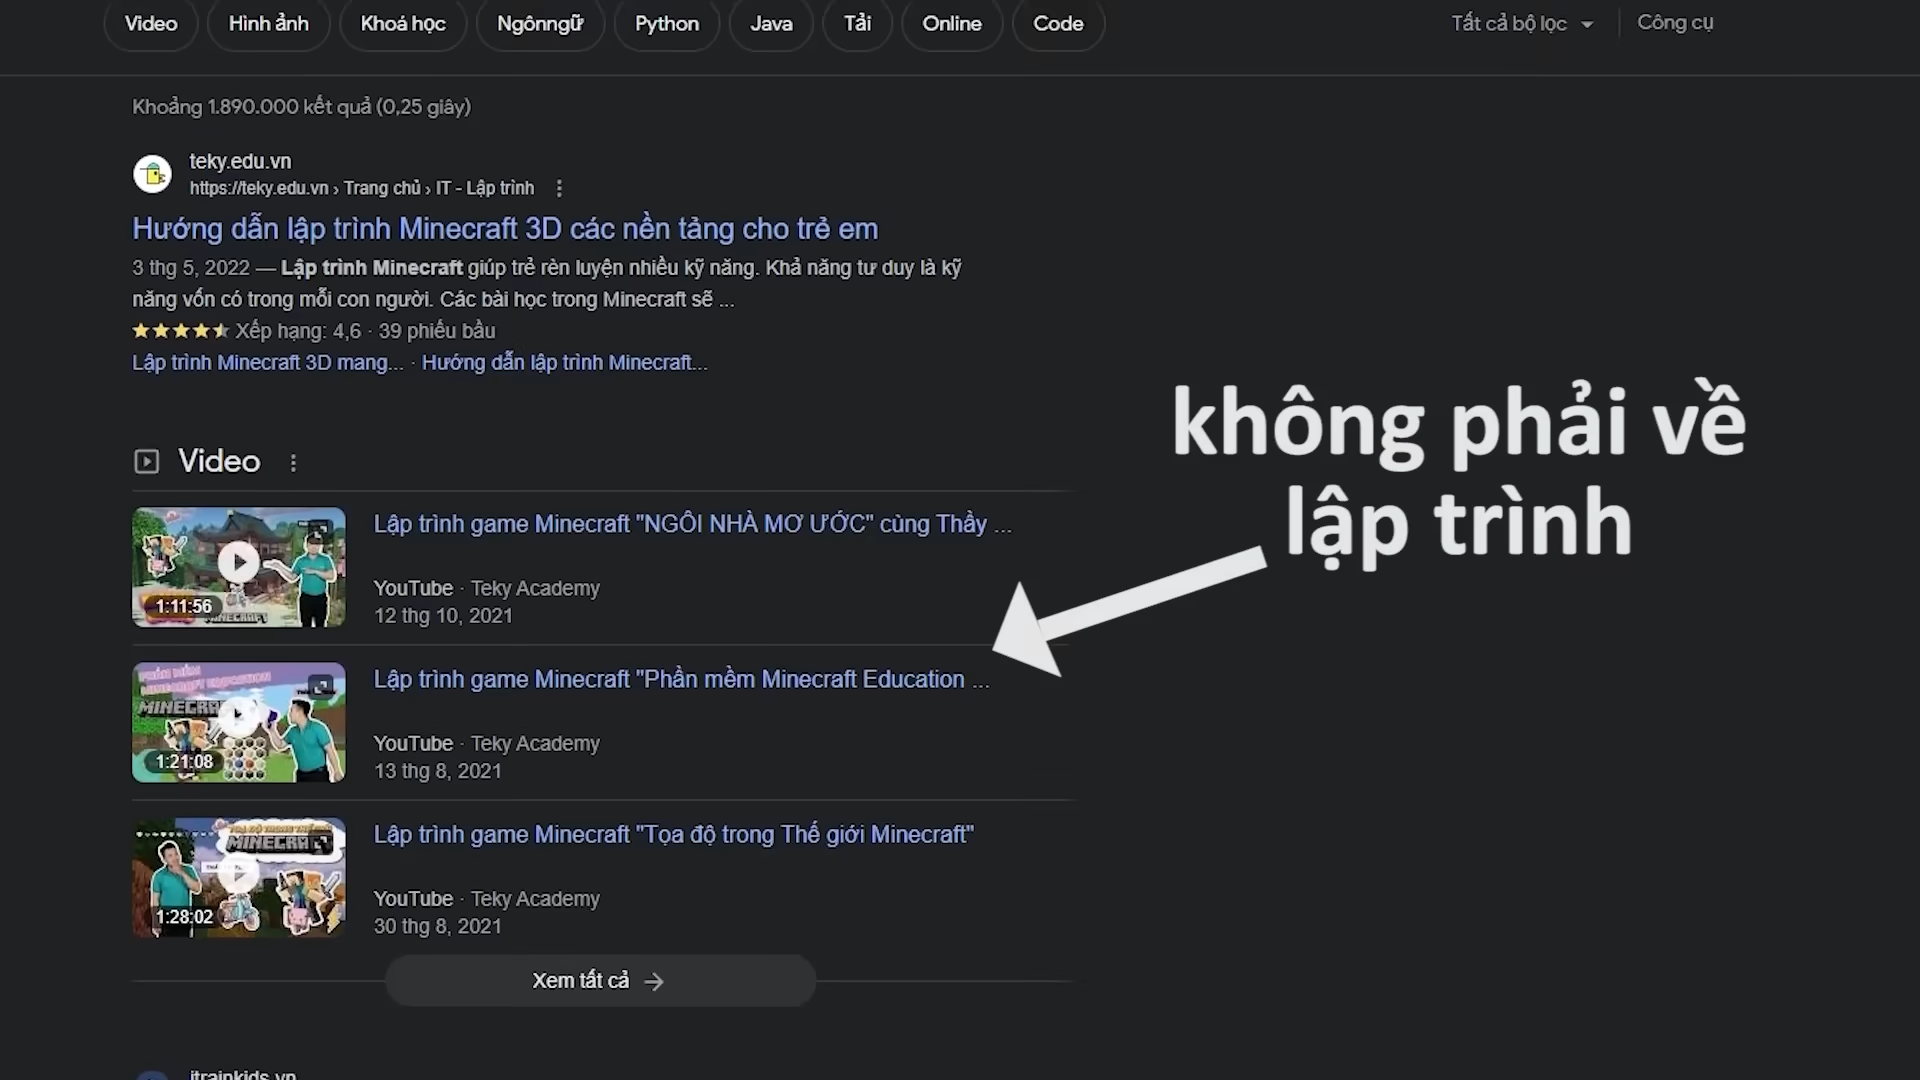 Video Hình ảnh Khoá học Ngônngữ Python Java Tải Online Code Tất cả bộ lọc Công cụ
Khoảng 1.890.000 kết quả (0,25 giây)
teky.edu.vn
https://teky.edu.vn › Trang chủ › IT - Lập trình
Hướng dẫn lập trình Minecraft 3D các nền tảng cho trẻ em
3 thg 5, 2022 — Lập trình Minecraft giúp trẻ rèn luyện nhiều kỹ năng. Khả năng tư duy là kỹ
năng vốn có trong mỗi con người. Các bài học trong Minecraft sẽ ...
Xếp hạng: 4,6 · 39 phiếu bầu
Lập trình Minecraft 3D mang... · Hướng dẫn lập trình Minecraft...
không phải về
lập trình
Video
Lập trình game Minecraft "NGÔI NHÀ MƠ ƯỚC" cùng Thầy ...
YouTube · Teky Academy
12 thg 10, 2021
1:11:56
MINECRAFT
Lập trình game Minecraft "Phần mềm Minecraft Education ...
YouTube · Teky Academy
13 thg 8, 2021
PHẦN MỀM
MINECRAFT EDUCATION
1:21:08
Lập trình game Minecraft "Tọa độ trong Thế giới Minecraft"
YouTube · Teky Academy
30 thg 8, 2021
MINECRAFT
1:28:02
Xem tất cả
itrainkids.vn